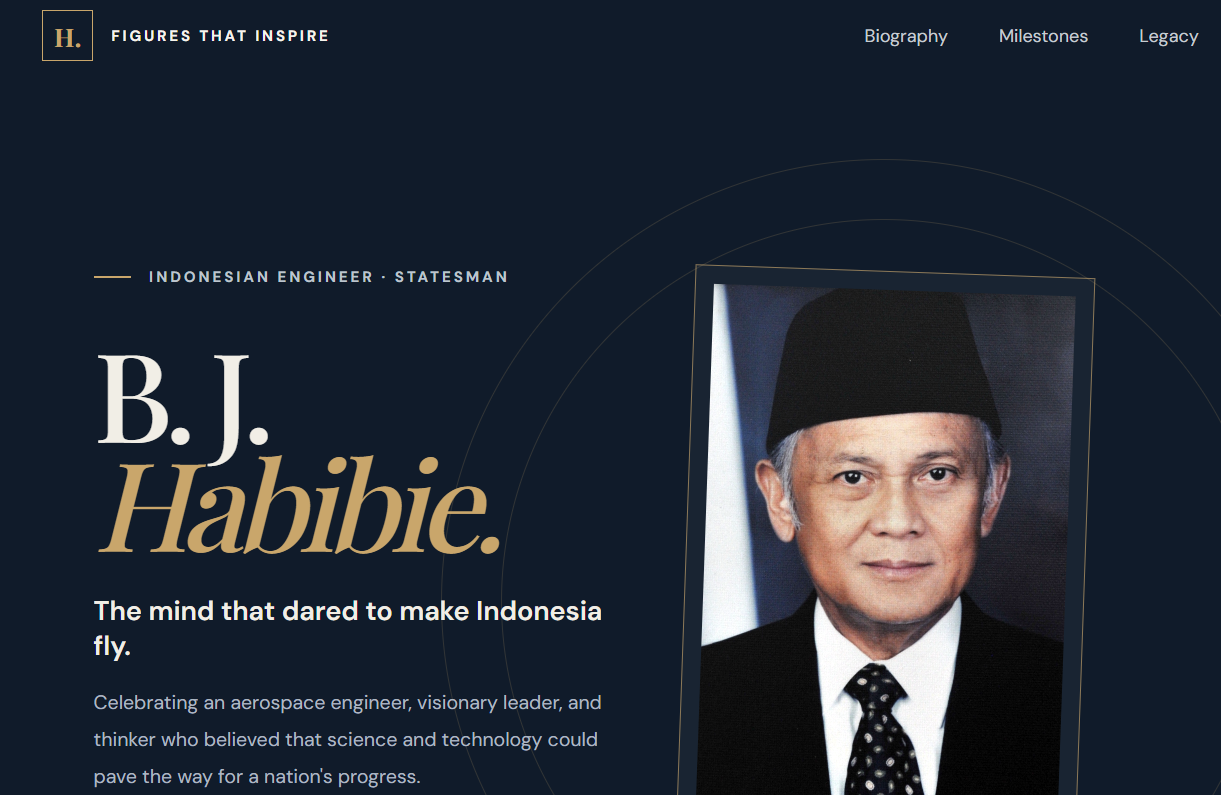 H.
FIGURES THAT INSPIRE
Biography
Milestones
Legacy
INDONESIAN ENGINEER · STATESMAN
B. J.
Habibie.
The mind that dared to make Indonesia
fly.
Celebrating an aerospace engineer, visionary leader, and
thinker who believed that science and technology could
pave the way for a nation's progress.